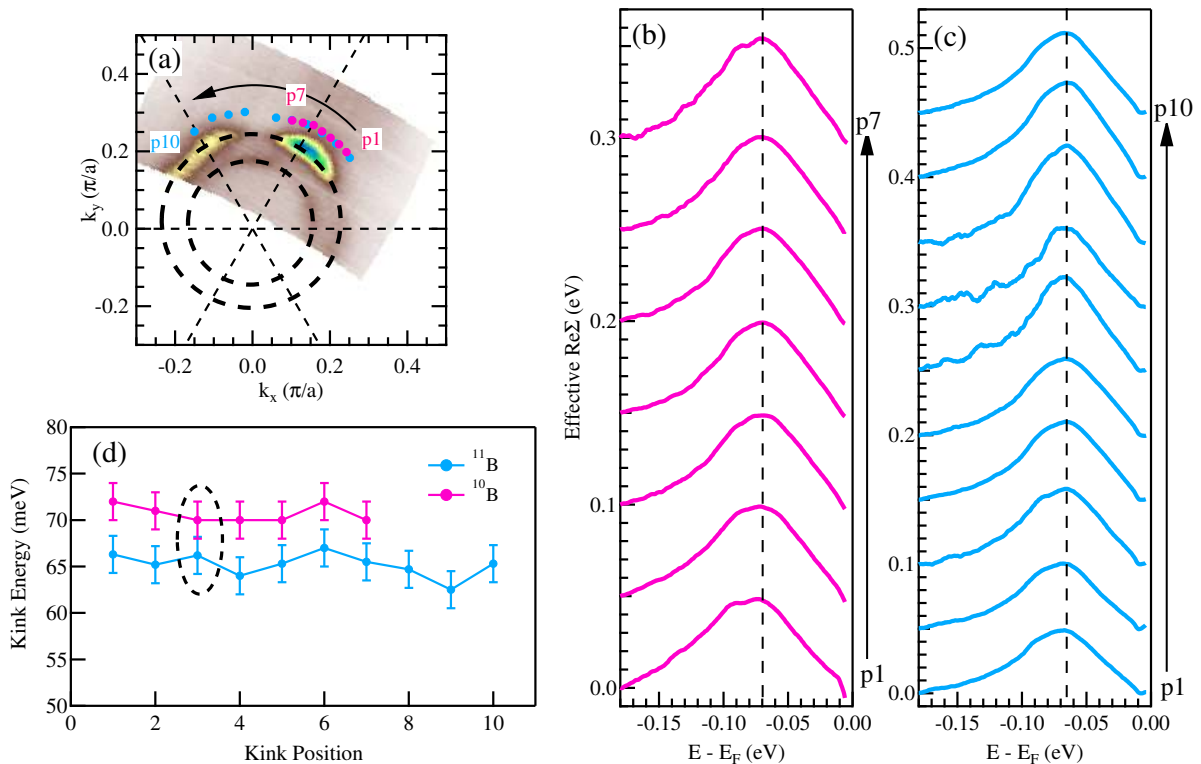 (a)
0.4
0.2
0.0
-0.2
k_y (π/a)
p7
p10
p1
-0.2
0.0
0.2
0.4
k_x (π/a)
(b)
p7
0.3
0.2
0.1
0.0
Effective ReΣ (eV)
p1
-0.15
-0.10
-0.05
0.00
E - E_F (eV)
(c)
p10
0.5
0.4
0.3
0.2
0.1
0.0
p1
-0.15
-0.10
-0.05
0.00
E - E_F (eV)
(d)
80
75
70
65
60
55
50
Kink Energy (meV)
¹¹B
¹⁰B
0
2
4
6
8
10
Kink Position